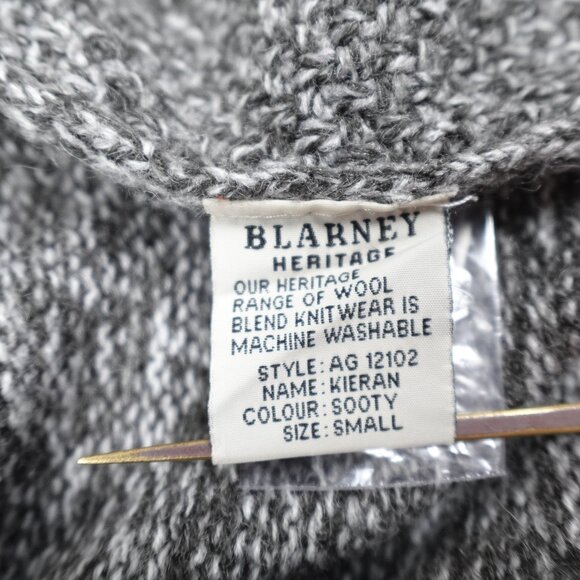 BLARNEY
HERITAGE
OUR HERITAGE
RANGE OF WOOL
BLEND KNITWEAR IS
MACHINE WASHABLE
STYLE: AG 12102
NAME: KIERAN
COLOUR: SOOTY
SIZE: SMALL